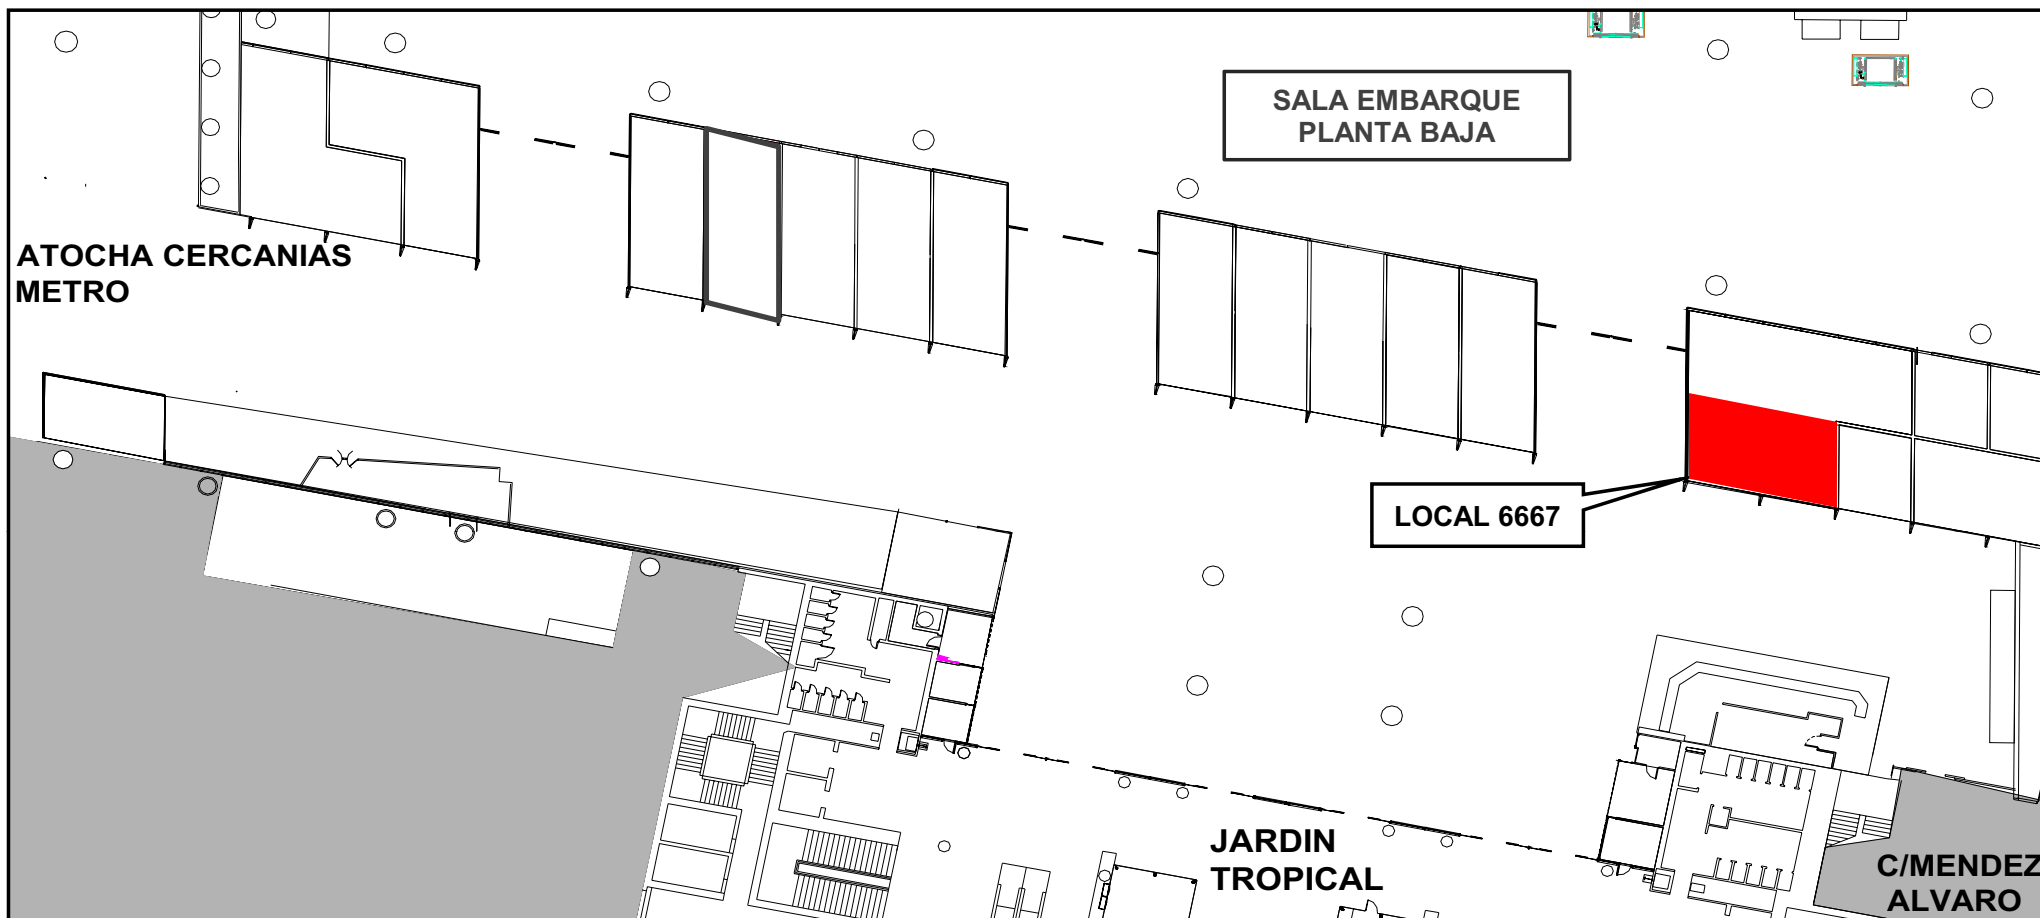 SALA EMBARQUE
PLANTA BAJA
ATOCHA CERCANIAS
METRO
LOCAL 6667
JARDIN
TROPICAL
C/MENDEZ
ALVARO